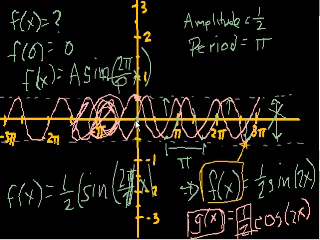 f(x) = ?
f(0) = 0
f(x) = A sin(2π/P x)
Amplitude = 1/2
Period = π
3
2
1
-3π
-2π
π
2π
3π
π
-1
-2
-3
f(x) = 1/2 (sin(2π/π x)
⇒ f(x) = 1/2 sin(2x)
g(x) = 1/2 cos(2x)